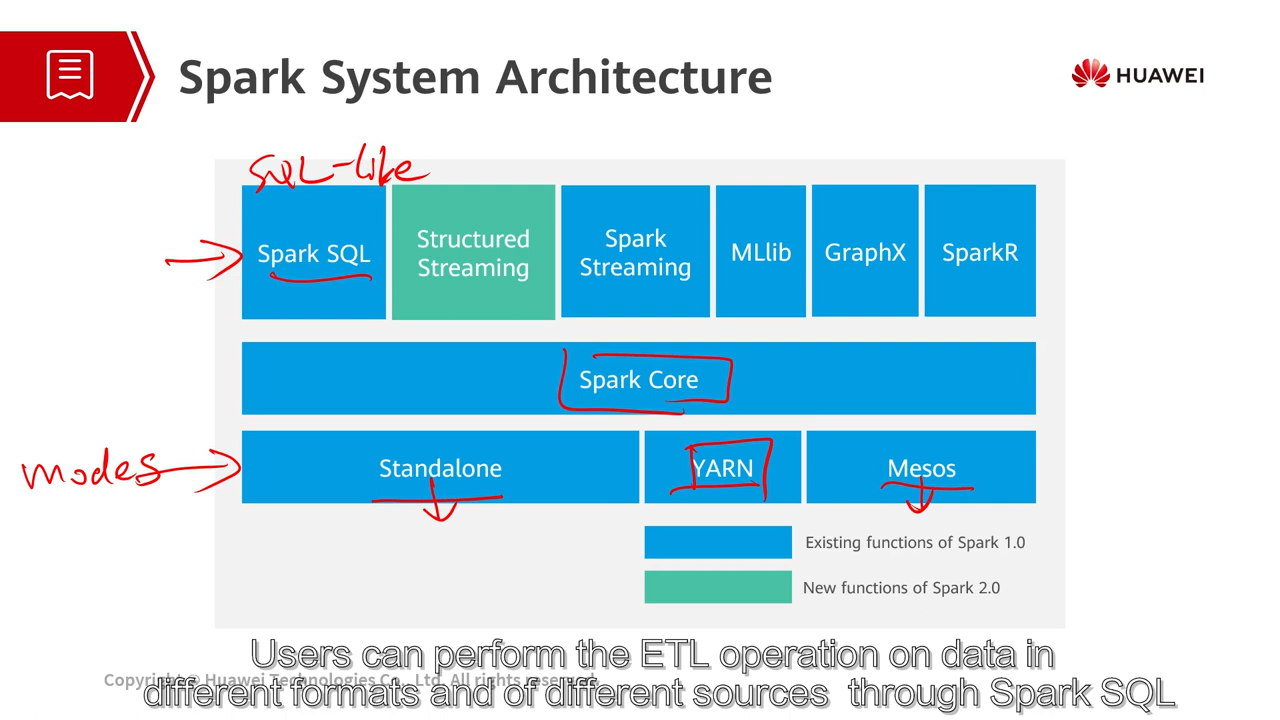 Spark System Architecture
HUAWEI
SQL-like
Spark SQL
Structured
Streaming
Spark
Streaming
MLlib
GraphX
SparkR
Spark Core
modes
Standalone
YARN
Mesos
Existing functions of Spark 1.0
New functions of Spark 2.0
Users can perform the ETL operation on data in
Copyright © Huawei Technologies Co., Ltd. All rights reserved.
different formats and of different sources through Spark SQL